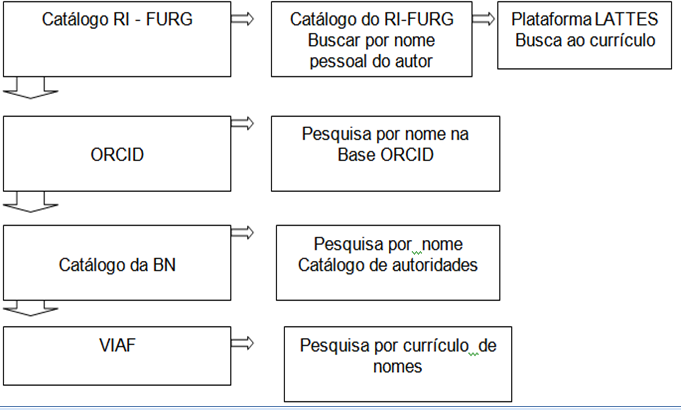 Catálogo RI - FURG
Catálogo do RI-FURG
Buscar por nome
pessoal do autor
Plataforma LATTES
Busca ao currículo
ORCID
Pesquisa por nome na
Base ORCID
Catálogo da BN
Pesquisa por nome
Catálogo de autoridades
VIAF
Pesquisa por currículo de
nomes